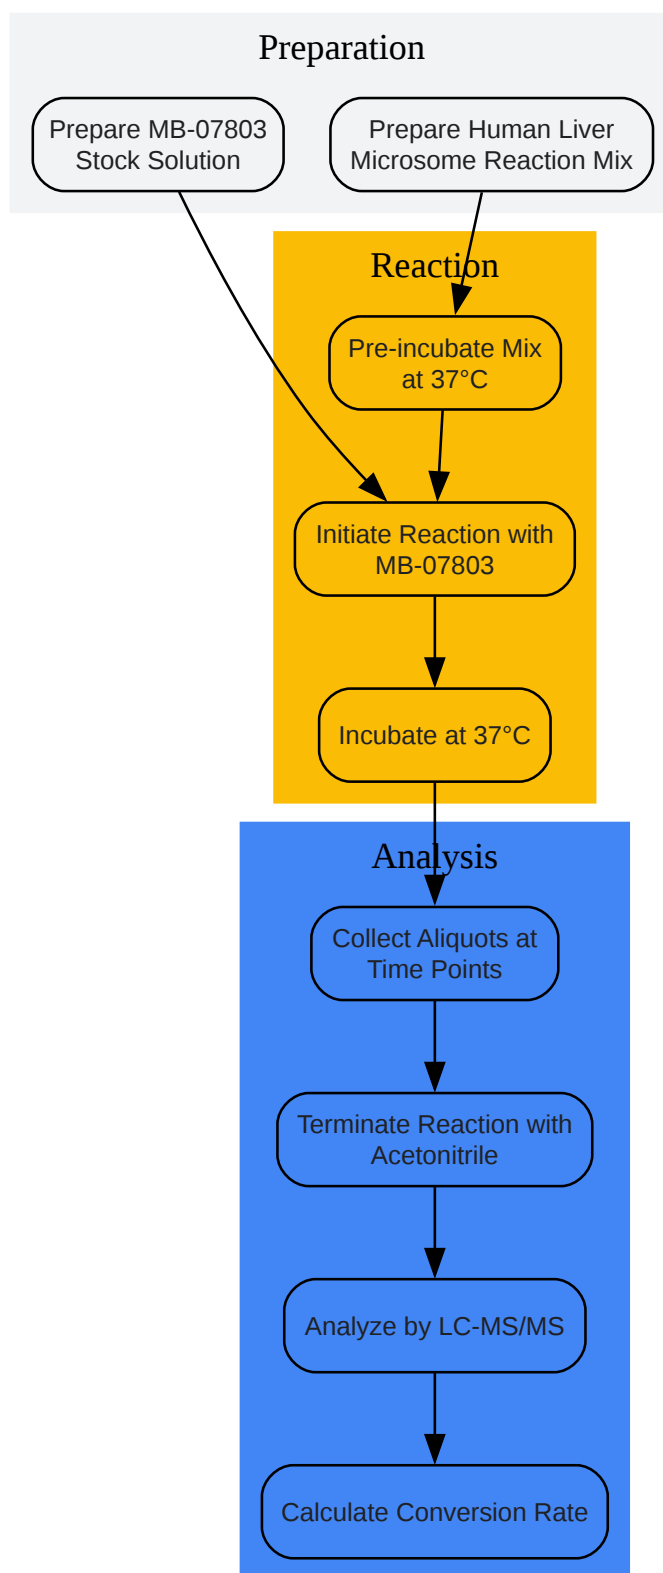 Preparation
Prepare MB-07803
Stock Solution
Prepare Human Liver
Microsome Reaction Mix
Reaction
Pre-incubate Mix
at 37°C
Initiate Reaction with
MB-07803
Incubate at 37°C
Analysis
Collect Aliquots at
Time Points
Terminate Reaction with
Acetonitrile
Analyze by LC-MS/MS
Calculate Conversion Rate